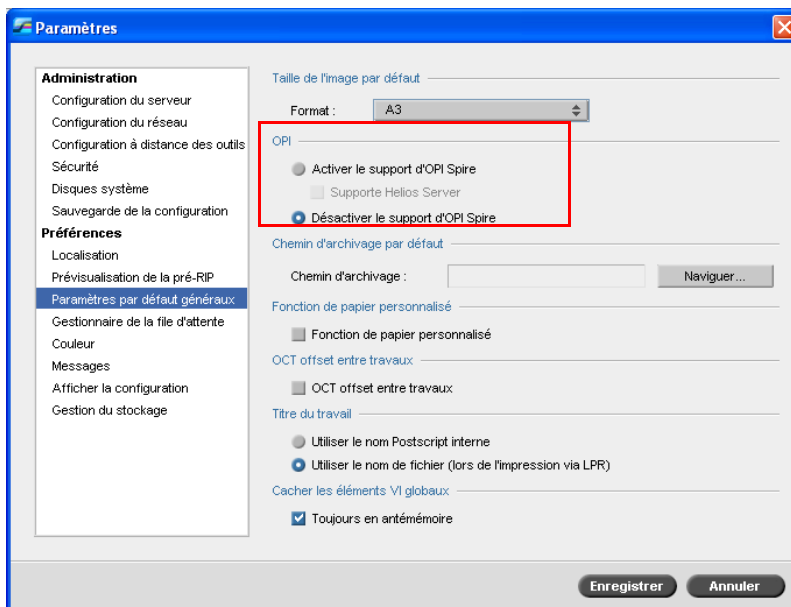 Paramètres
Administration
Configuration du serveur
Configuration du réseau
Configuration à distance des outils
Sécurité
Disques système
Sauvegarde de la configuration
Préférences
Localisation
Prévisualisation de la pré-RIP
Paramètres par défaut généraux
Gestionnaire de la file d'attente
Couleur
Messages
Afficher la configuration
Gestion du stockage
Taille de l'image par défaut
Format : A3
OPI
Activer le support d'OPI Spire
Supporte Helios Server
Désactiver le support d'OPI Spire
Chemin d'archivage par défaut
Chemin d'archivage : Naviguer...
Fonction de papier personnalisé
Fonction de papier personnalisé
OCT offset entre travaux
OCT offset entre travaux
Titre du travail
Utiliser le nom Postscript interne
Utiliser le nom de fichier (lors de l'impression via LPR)
Cacher les éléments VI globaux
Toujours en antémémoire
Enregistrer Annuler